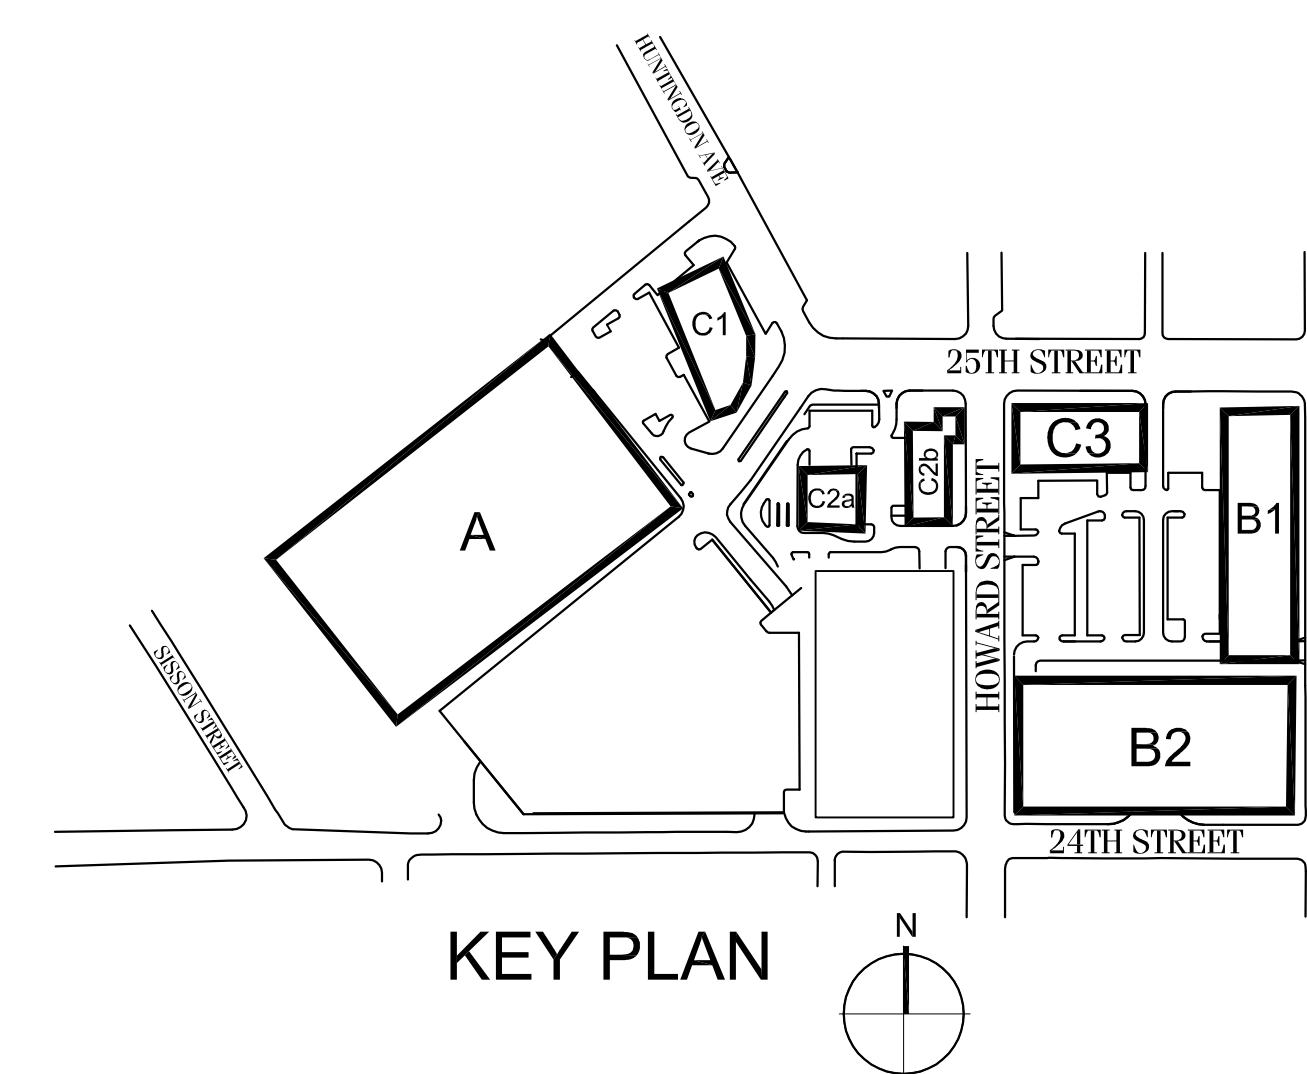 HUNTINGDON AVE
C1
25TH STREET
C3
C2b
C2a
B1
A
HOWARD STREET
SISSON STREET
B2
24TH STREET
N
KEY PLAN